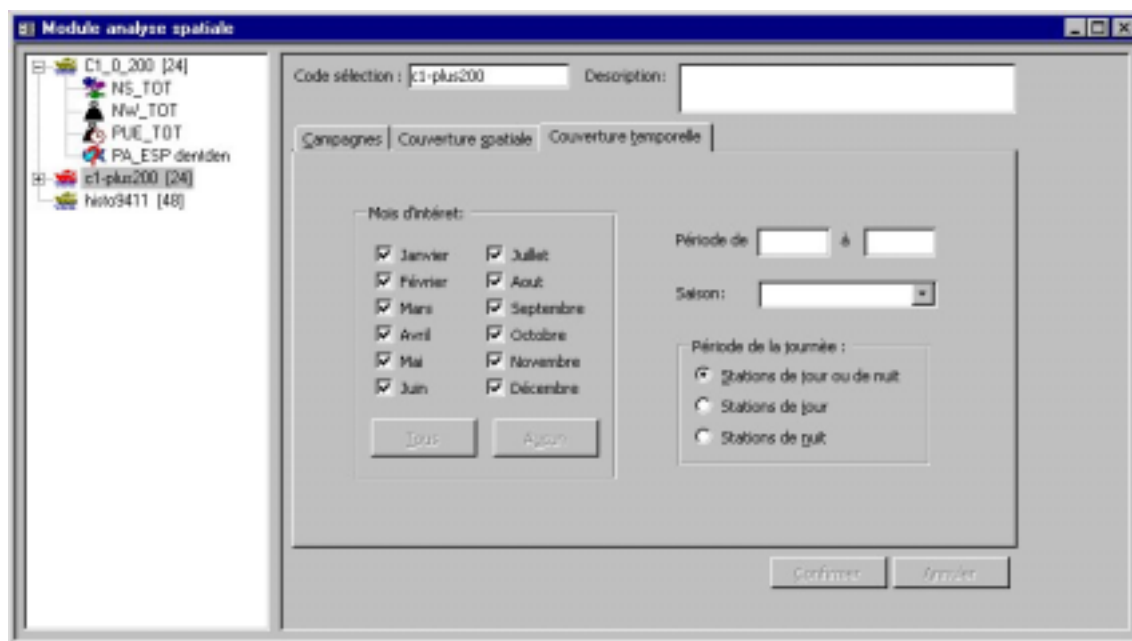 Module analyse spatiale
C1_0_200 [24]
NS_TOT
NW_TOT
PUE_TOT
PA_ESP dentden
c1-plus200 [24]
histo9411 [48]
Code sélection : c1-plus200 Description:
Campagnes Couverture spatiale Couverture temporelle
Mois d'intéret:
Janvier Juillet
Février Aout
Mars Septembre
Avril Octobre
Mai Novembre
Juin Décembre
Tous Aucun
Période de à
Saison:
Période de la journèe :
Stations de jour ou de nuit
Stations de jour
Stations de nuit
Confirmer Annuler